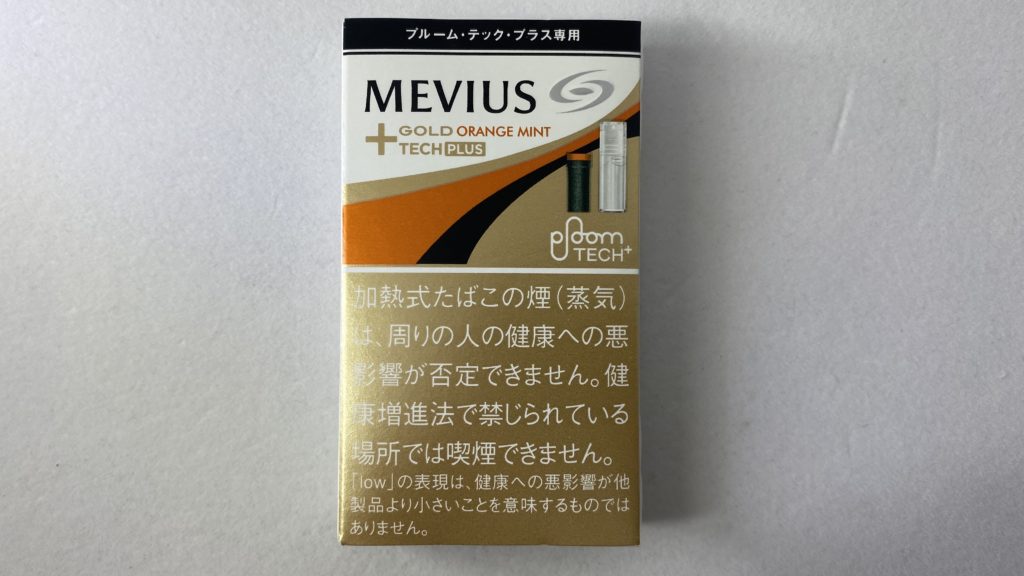 プルーム・テック・プラス専用
MEVIUS
+ GOLD ORANGE MINT
TECH PLUS
Ploom
TECH+
加熱式たばこの煙(蒸気)
は、周りの人の健康への悪
影響が否定できません。健
康増進法で禁じられている
場所では喫煙できません。
「low」の表現は、健康への悪影響が他
製品より小さいことを意味するものでは
ありません。